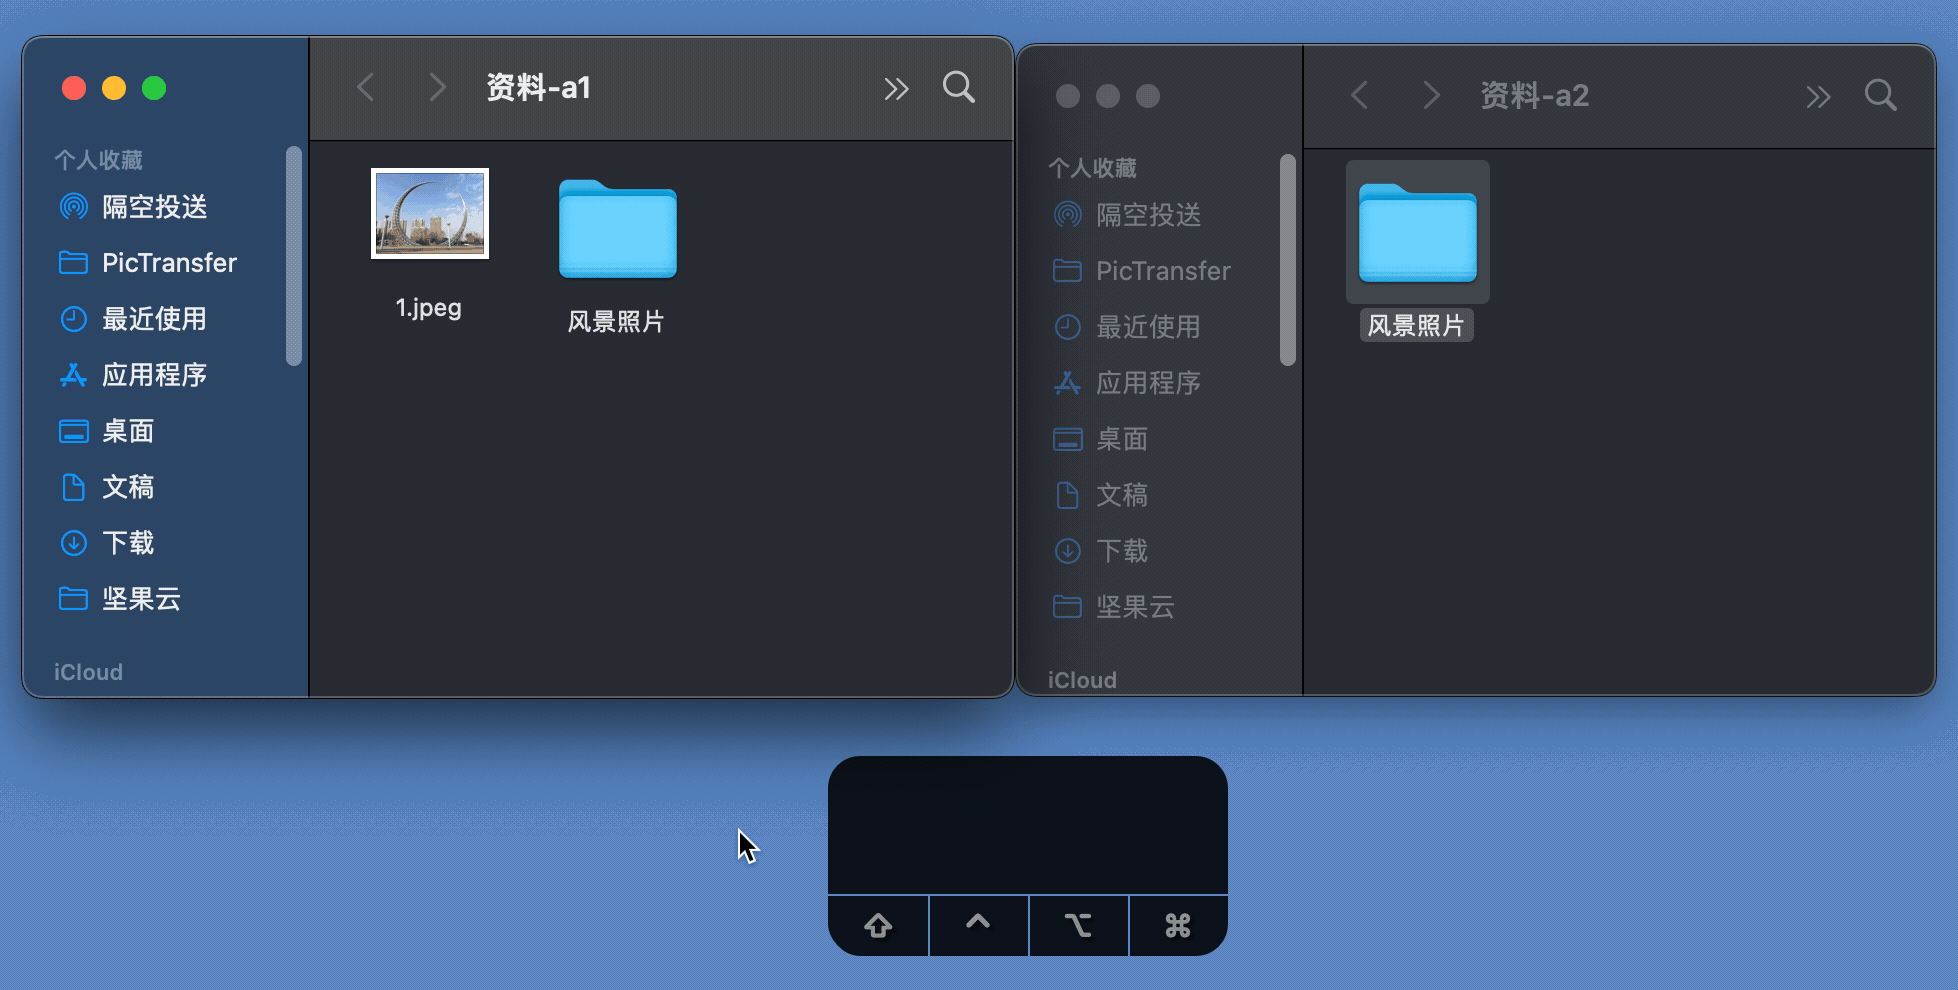 资料-a1
个人收藏
隔空投送
PicTransfer
最近使用
应用程序
桌面
文稿
下载
坚果云
iCloud
1.jpeg
风景照片
资料-a2
个人收藏
隔空投送
PicTransfer
最近使用
应用程序
桌面
文稿
下载
坚果云
iCloud
风景照片